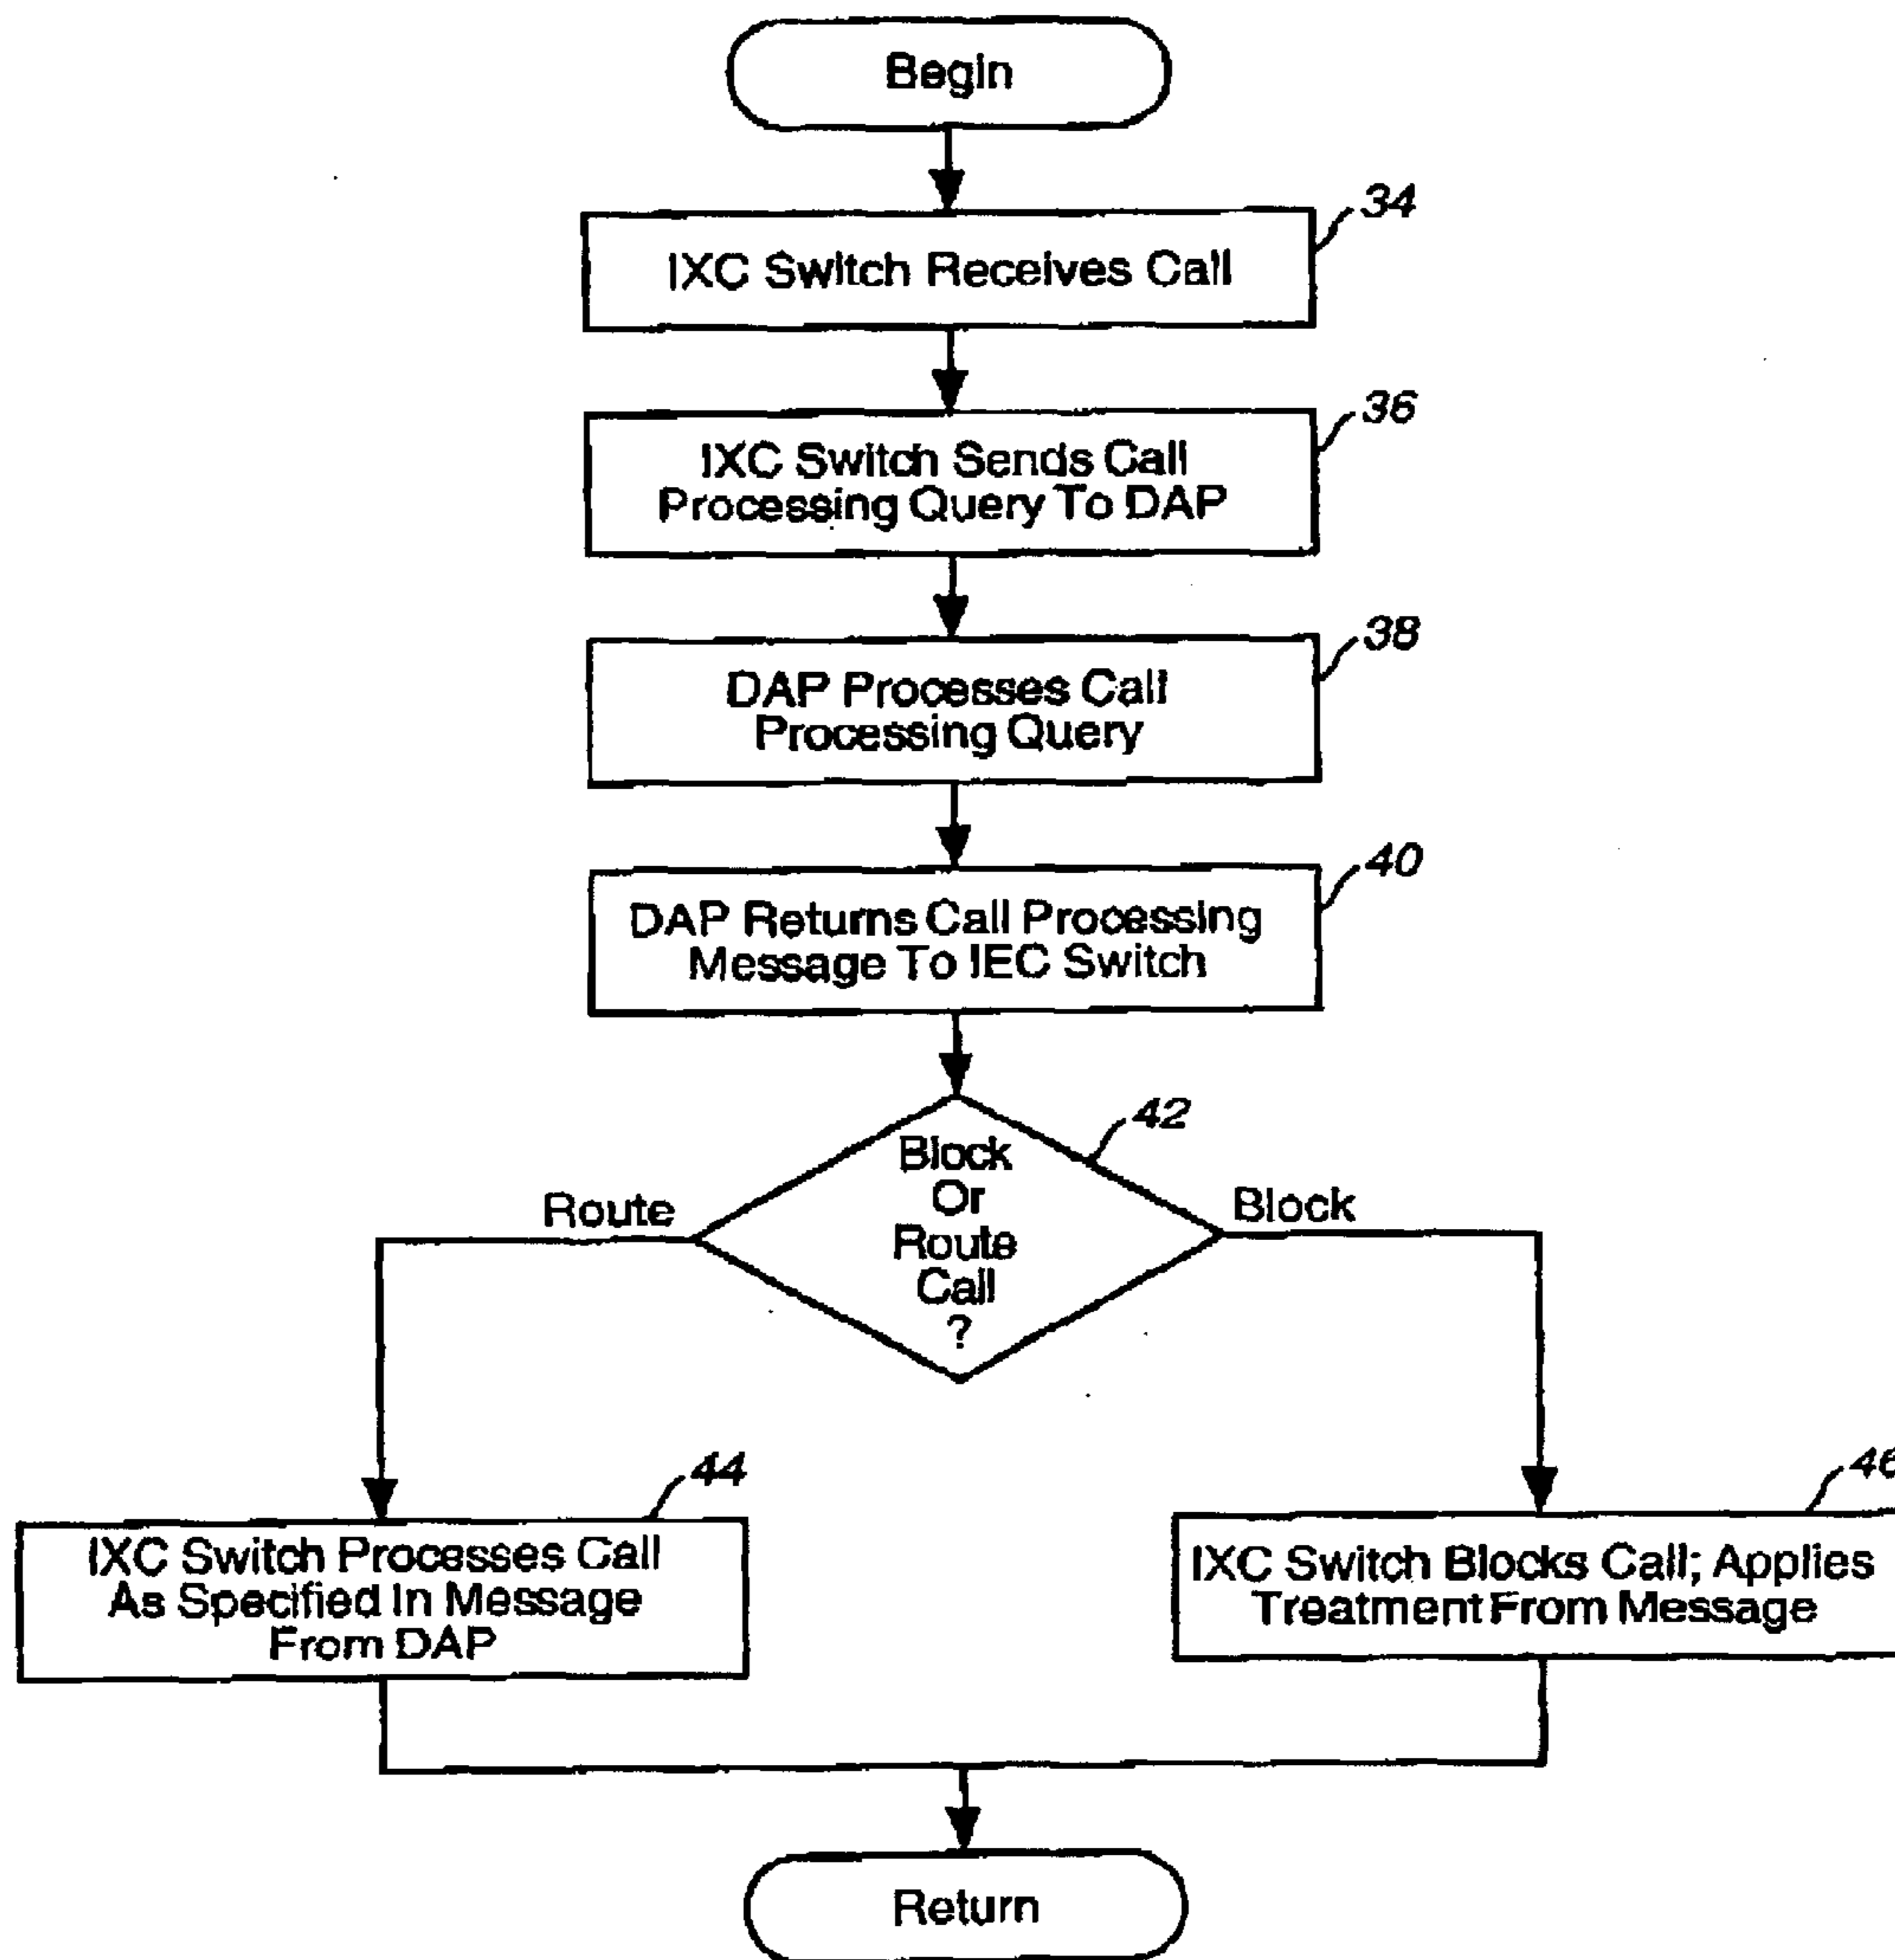 Begin
34
IXC Switch Receives Call
36
IXC Switch Sends Call
Processing Query To DAP
38
DAP Processes Call
Processing Query
40
DAP Returns Call Processing
Message To IEC Switch
42
Block
Or
Route
Call
?
Route
Block
44
IXC Switch Processes Call
As Specified In Message
From DAP
46
IXC Switch Blocks Call; Applies
Treatment From Message
Return